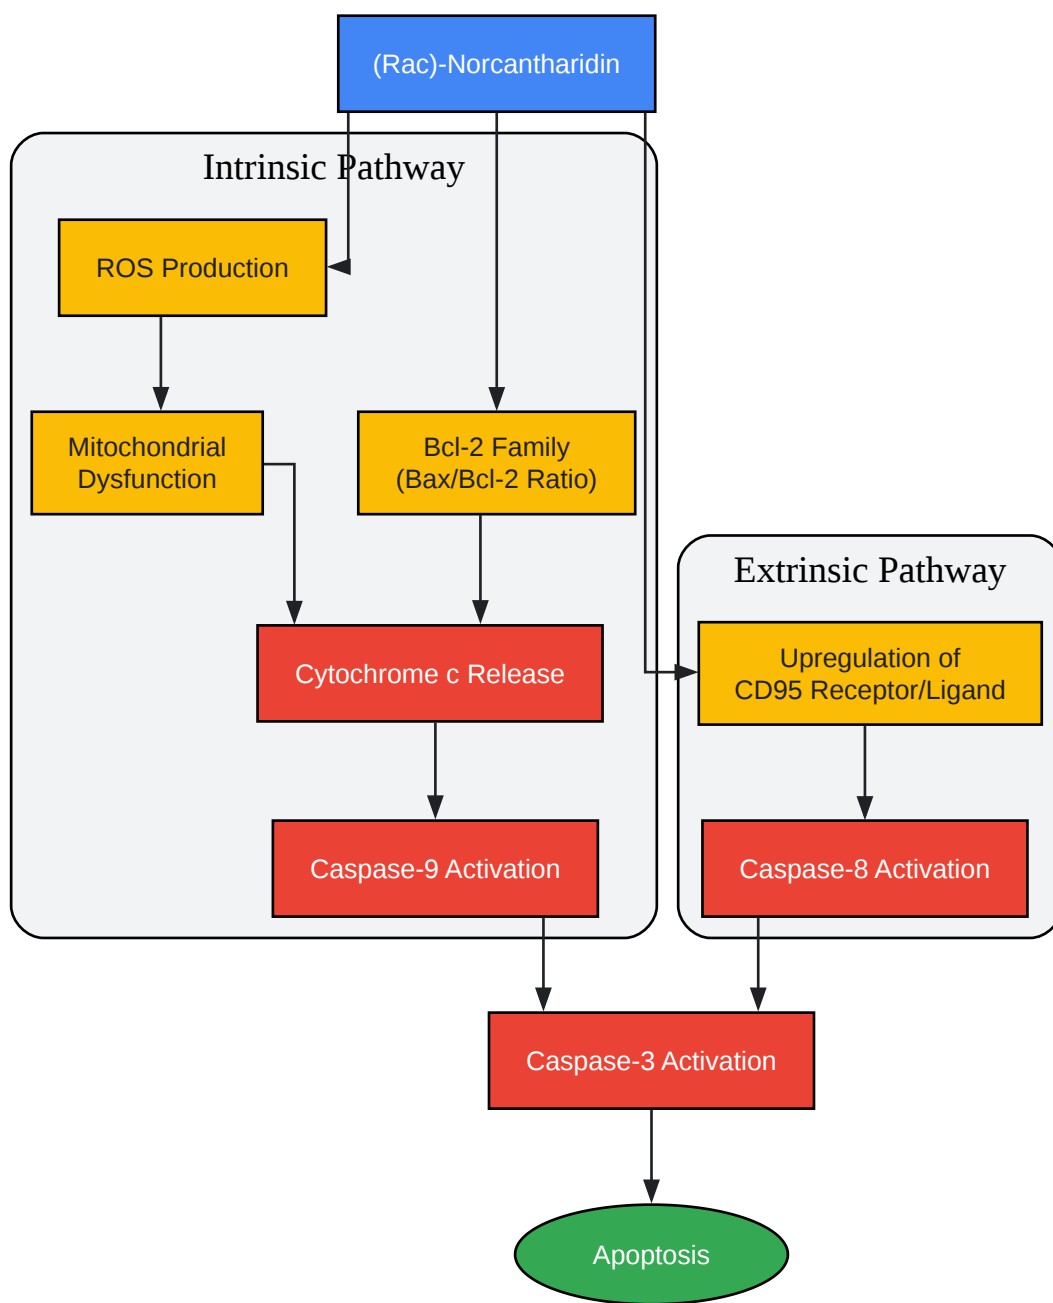 (Rac)-Norcantharidin
Intrinsic Pathway
ROS Production
Mitochondrial
Dysfunction
Bcl-2 Family
(Bax/Bcl-2 Ratio)
Cytochrome c Release
Caspase-9 Activation
Extrinsic Pathway
Upregulation of
CD95 Receptor/Ligand
Caspase-8 Activation
Caspase-3 Activation
Apoptosis